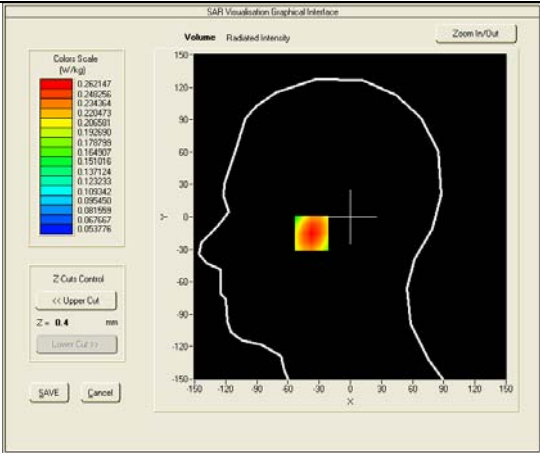 SAR Visualisation Graphical Interface
Volume Radiated Intensity
Zoom In/Out
Colors Scale
(W/kg)
0.262147
0.248256
0.234364
0.220473
0.206581
0.192690
0.178799
0.164907
0.151016
0.137124
0.123233
0.109342
0.095450
0.081559
0.067667
0.053776
Z-Cuts Control
<< Upper Cut
Z = 0.4 mm
Lower Cut >>
SAVE Cancel
150
120
90
60
30
0
-30
-60
-90
-120
-150
Y
-150 -120 -90 -60 -30 0 30 60 90 120 150
X